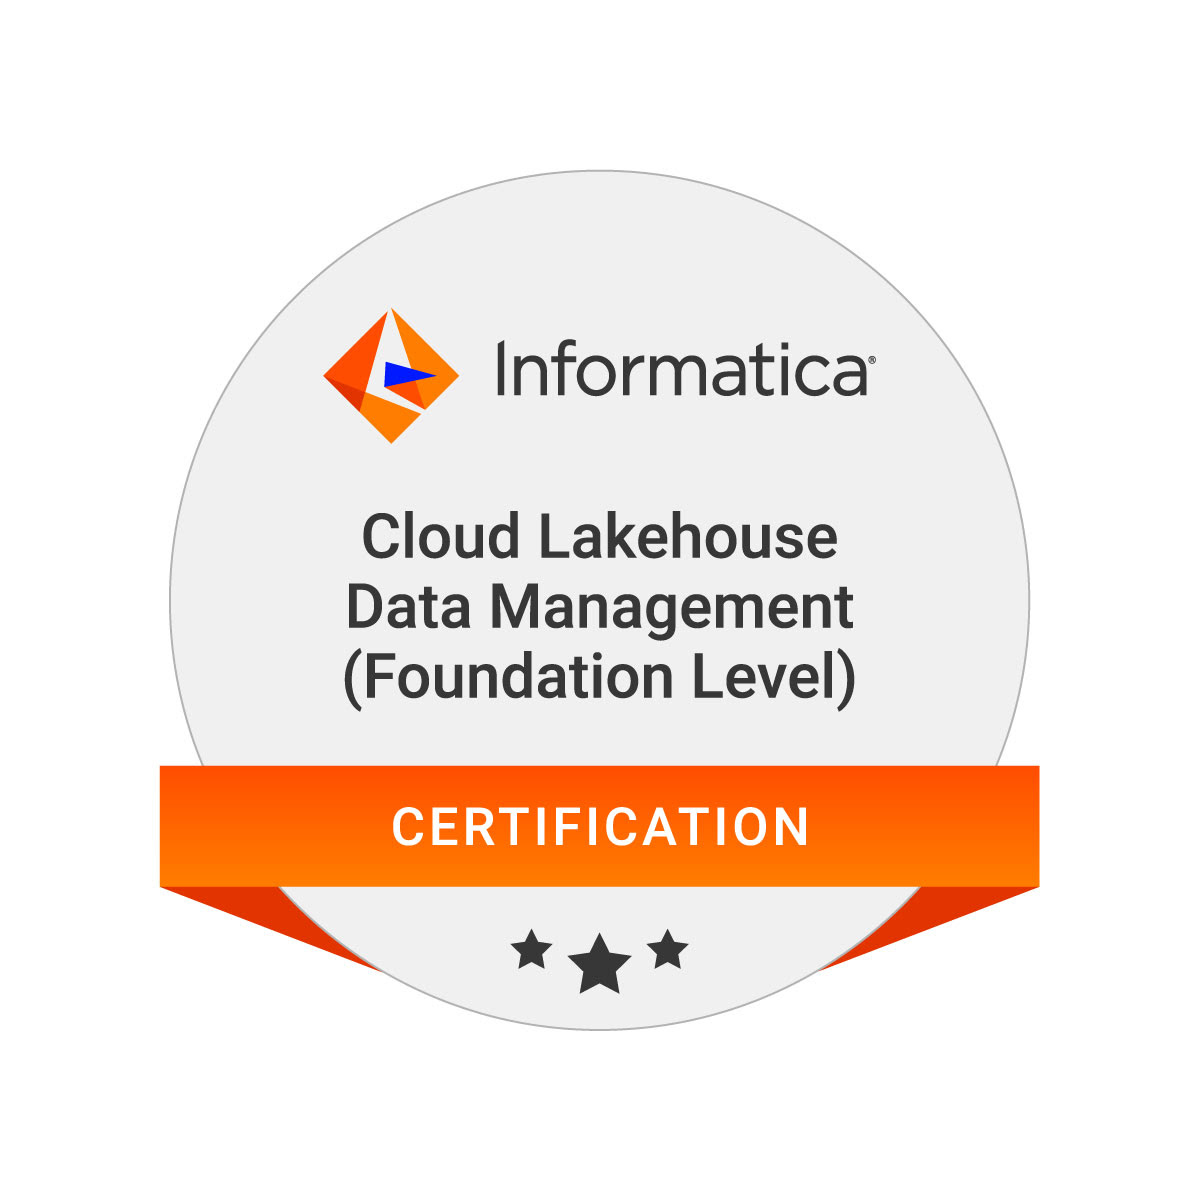 Informatica®
Cloud Lakehouse
Data Management
(Foundation Level)
CERTIFICATION